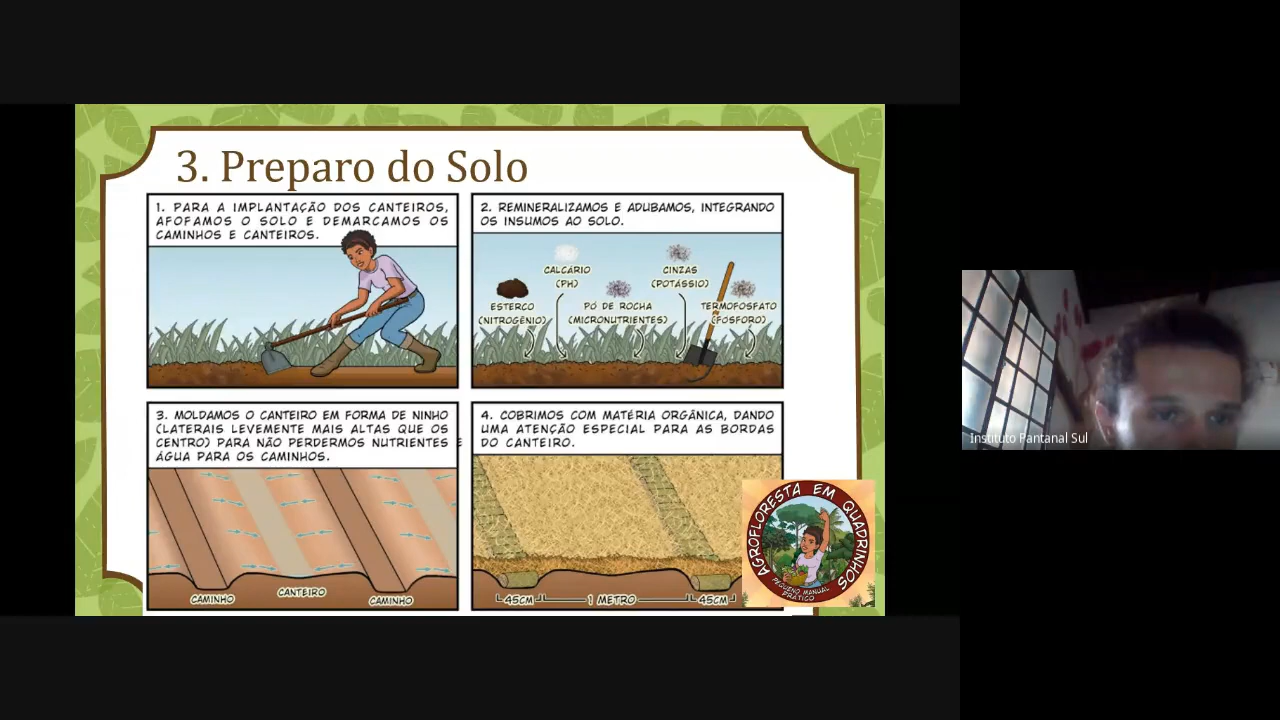 3. Preparo do Solo
1. PARA A IMPLANTAÇÃO DOS CANTEIROS,
AFOFAMOS O SOLO E DEMARCAMOS OS
CAMINHOS E CANTEIROS.
2. REMINERALIZAMOS E ADUBAMOS, INTEGRANDO
OS INSUMOS AO SOLO.
CALCÁRIO
(PH)
CINZAS
(POTÁSSIO)
ESTERCO
(NITROGÊNIO)
PÓ DE ROCHA
(MICRONUTRIENTES)
TERMOFOSFATO
(FÓSFORO)
3. MOLDAMOS O CANTEIRO EM FORMA DE NINHO
(LATERAIS LEVEMENTE MAIS ALTAS QUE OS
CENTRO) PARA NÃO PERDERMOS NUTRIENTES E
ÁGUA PARA OS CAMINHOS.
CAMINHO
CANTEIRO
CAMINHO
4. COBRIMOS COM MATÉRIA ORGÂNICA, DANDO
UMA ATENÇÃO ESPECIAL PARA AS BORDAS
DO CANTEIRO.
45CM
1 METRO
45CM
AGROFLORESTA EM QUADRINHOS
PEQUENO MANUAL
PRÁTICO
Instituto Pantanal Sul